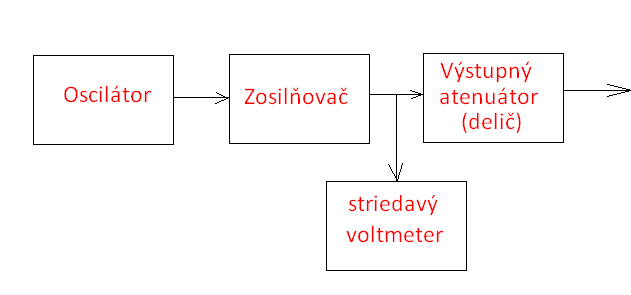 Oscilátor
Zosilňovač
Výstupný
atenuátor
(delič)
striedavý
voltmeter